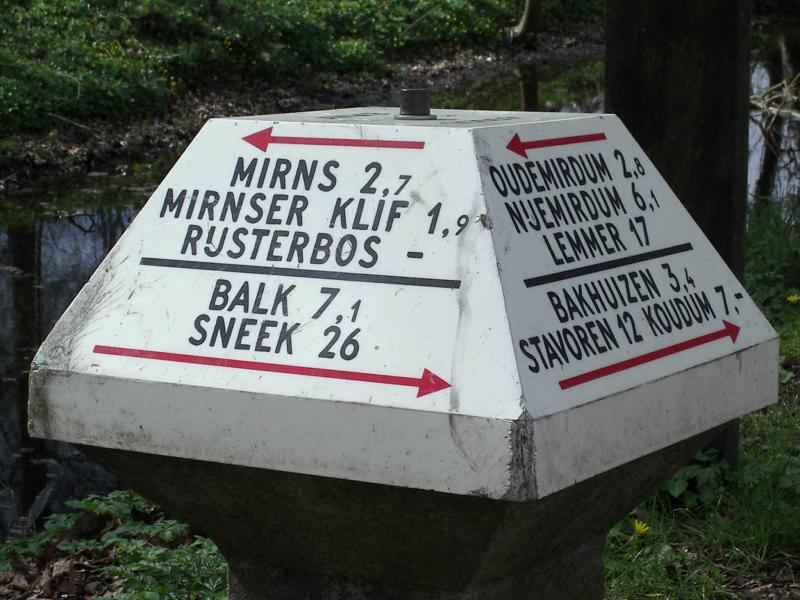 MIRNS 2,7
MIRNSER KLIF 1,9
RIJSTERBOS -
BALK 7,1
SNEEK 26
OUDEMIRDUM 2,8
NIJEMIRDUM 6,1
LEMMER 17
BAKHUIZEN 3,4
STAVOREN 12 KOUDUM 7,-